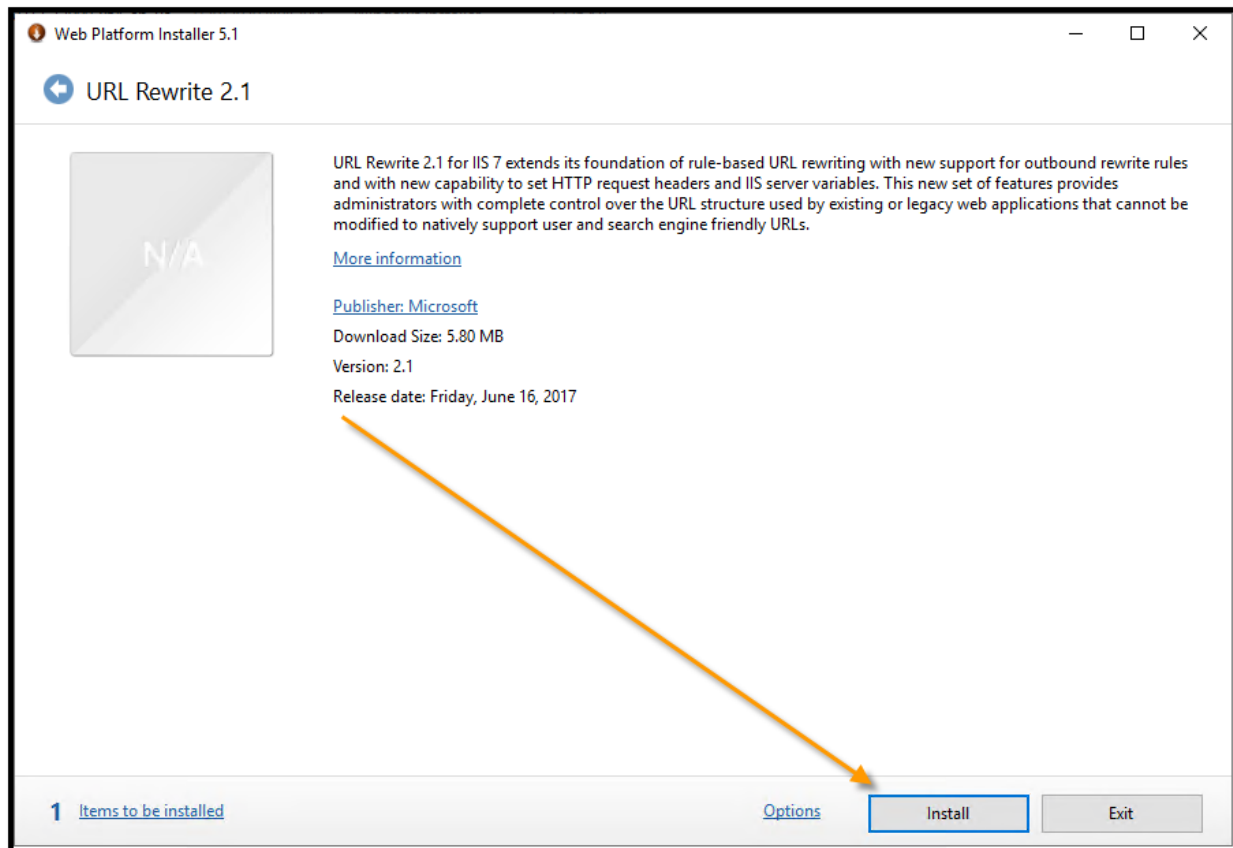 Web Platform Installer 5.1
URL Rewrite 2.1
N/A
URL Rewrite 2.1 for IIS 7 extends its foundation of rule-based URL rewriting with new support for outbound rewrite rules
and with new capability to set HTTP request headers and IIS server variables. This new set of features provides
administrators with complete control over the URL structure used by existing or legacy web applications that cannot be
modified to natively support user and search engine friendly URLs.
More information
Publisher: Microsoft
Download Size: 5.80 MB
Version: 2.1
Release date: Friday, June 16, 2017
1 Items to be installed
Options
Install
Exit